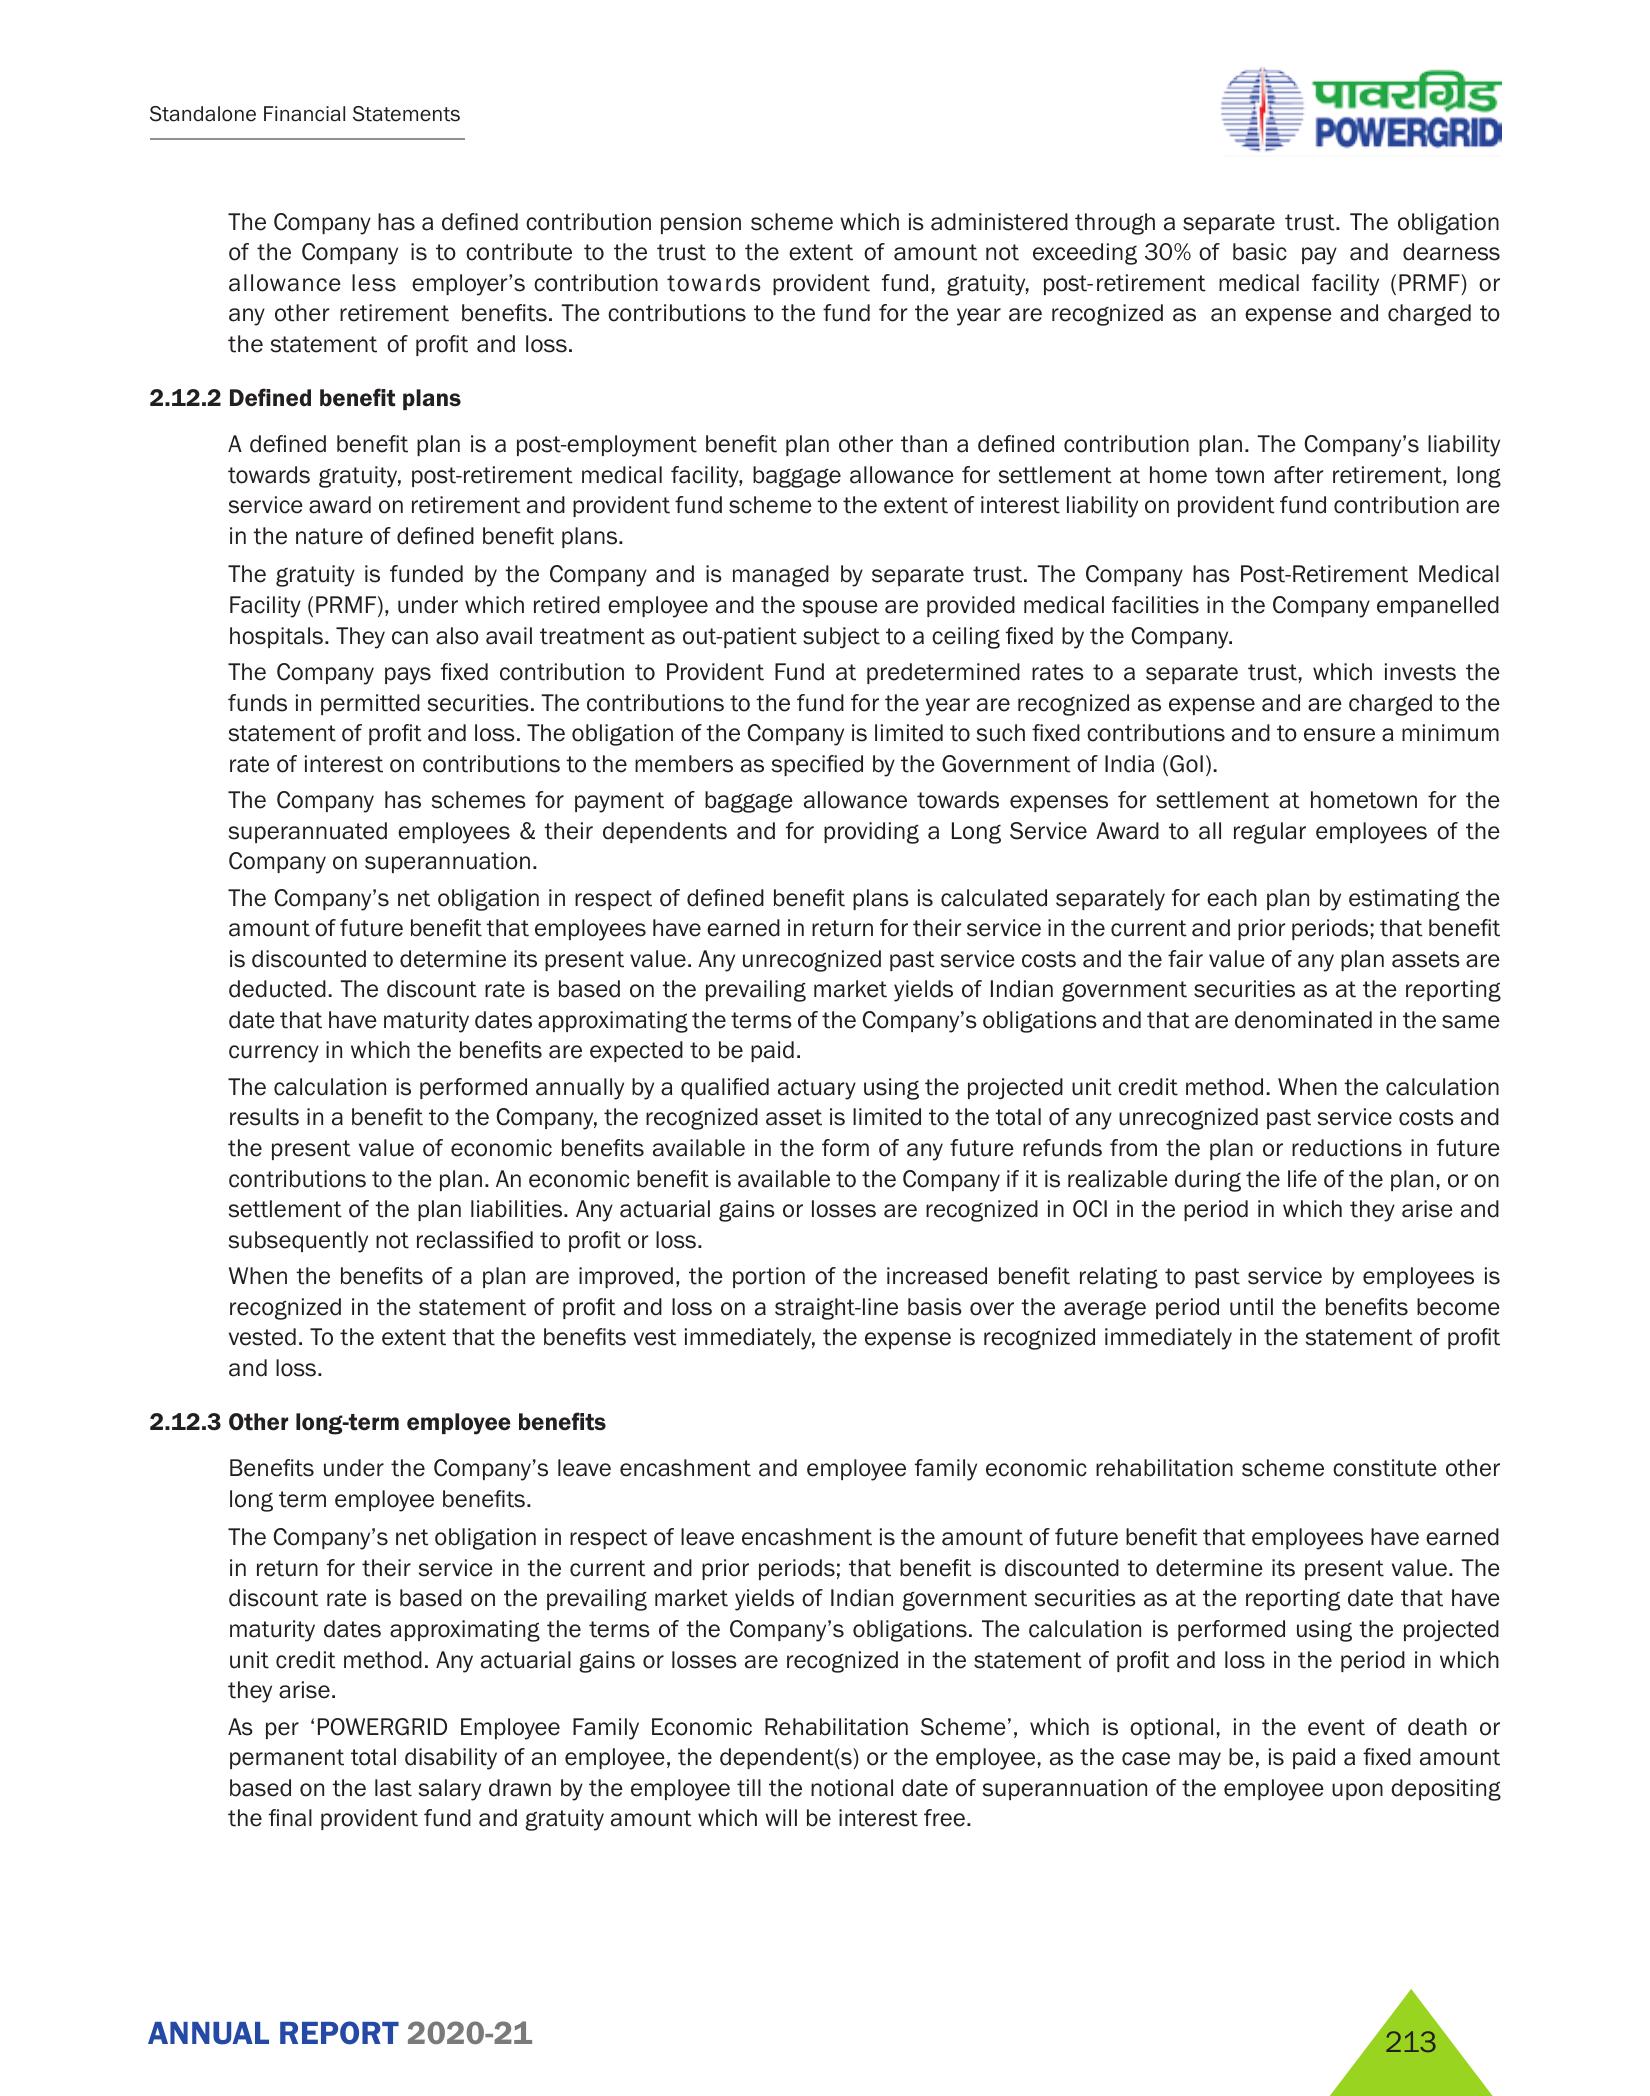 Standalone Financial Statements
पावरग्रिड
POWERGRID
The Company has a defined contribution pension scheme which is administered through a separate trust. The obligation
of the Company is to contribute to the trust to the extent of amount not exceeding 30% of basic pay and dearness
allowance less employer’s contribution towards provident fund, gratuity, post-retirement medical facility (PRMF) or
any other retirement benefits. The contributions to the fund for the year are recognized as an expense and charged to
the statement of profit and loss.
2.12.2 Defined benefit plans
A defined benefit plan is a post-employment benefit plan other than a defined contribution plan. The Company’s liability
towards gratuity, post-retirement medical facility, baggage allowance for settlement at home town after retirement, long
service award on retirement and provident fund scheme to the extent of interest liability on provident fund contribution are
in the nature of defined benefit plans.
The gratuity is funded by the Company and is managed by separate trust. The Company has Post-Retirement Medical
Facility (PRMF), under which retired employee and the spouse are provided medical facilities in the Company empanelled
hospitals. They can also avail treatment as out-patient subject to a ceiling fixed by the Company.
The Company pays fixed contribution to Provident Fund at predetermined rates to a separate trust, which invests the
funds in permitted securities. The contributions to the fund for the year are recognized as expense and are charged to the
statement of profit and loss. The obligation of the Company is limited to such fixed contributions and to ensure a minimum
rate of interest on contributions to the members as specified by the Government of India (GoI).
The Company has schemes for payment of baggage allowance towards expenses for settlement at hometown for the
superannuated employees & their dependents and for providing a Long Service Award to all regular employees of the
Company on superannuation.
The Company’s net obligation in respect of defined benefit plans is calculated separately for each plan by estimating the
amount of future benefit that employees have earned in return for their service in the current and prior periods; that benefit
is discounted to determine its present value. Any unrecognized past service costs and the fair value of any plan assets are
deducted. The discount rate is based on the prevailing market yields of Indian government securities as at the reporting
date that have maturity dates approximating the terms of the Company’s obligations and that are denominated in the same
currency in which the benefits are expected to be paid.
The calculation is performed annually by a qualified actuary using the projected unit credit method. When the calculation
results in a benefit to the Company, the recognized asset is limited to the total of any unrecognized past service costs and
the present value of economic benefits available in the form of any future refunds from the plan or reductions in future
contributions to the plan. An economic benefit is available to the Company if it is realizable during the life of the plan, or on
settlement of the plan liabilities. Any actuarial gains or losses are recognized in OCI in the period in which they arise and
subsequently not reclassified to profit or loss.
When the benefits of a plan are improved, the portion of the increased benefit relating to past service by employees is
recognized in the statement of profit and loss on a straight-line basis over the average period until the benefits become
vested. To the extent that the benefits vest immediately, the expense is recognized immediately in the statement of profit
and loss.
2.12.3 Other long-term employee benefits
Benefits under the Company’s leave encashment and employee family economic rehabilitation scheme constitute other
long term employee benefits.
The Company’s net obligation in respect of leave encashment is the amount of future benefit that employees have earned
in return for their service in the current and prior periods; that benefit is discounted to determine its present value. The
discount rate is based on the prevailing market yields of Indian government securities as at the reporting date that have
maturity dates approximating the terms of the Company’s obligations. The calculation is performed using the projected
unit credit method. Any actuarial gains or losses are recognized in the statement of profit and loss in the period in which
they arise.
As per ‘POWERGRID Employee Family Economic Rehabilitation Scheme’, which is optional, in the event of death or
permanent total disability of an employee, the dependent(s) or the employee, as the case may be, is paid a fixed amount
based on the last salary drawn by the employee till the notional date of superannuation of the employee upon depositing
the final provident fund and gratuity amount which will be interest free.
ANNUAL REPORT 2020-21
213